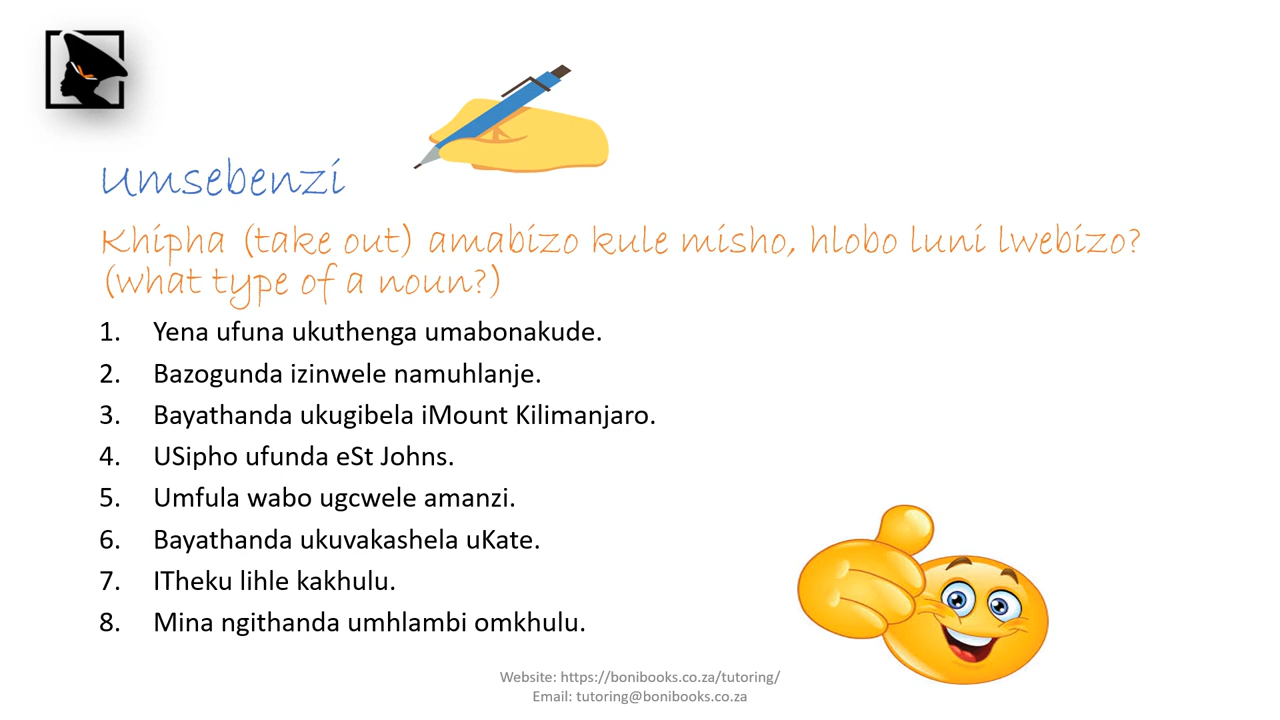 Umsebenzi
Khipha (take out) amabizo kule misho, hlobo luni lwebizo?
(what type of a noun?)
1. Yena ufuna ukuthenga umabonakude.
2. Bazogunda izinwele namuhlanje.
3. Bayathanda ukugibela iMount Kilimanjaro.
4. USipho ufunda eSt Johns.
5. Umfula wabo ugcwele amanzi.
6. Bayathanda ukuvakashela uKate.
7. ITheku lihle kakhulu.
8. Mina ngithanda umhlambi omkhulu.
Website: https://bonibooks.co.za/tutoring/
Email: tutoring@bonibooks.co.za